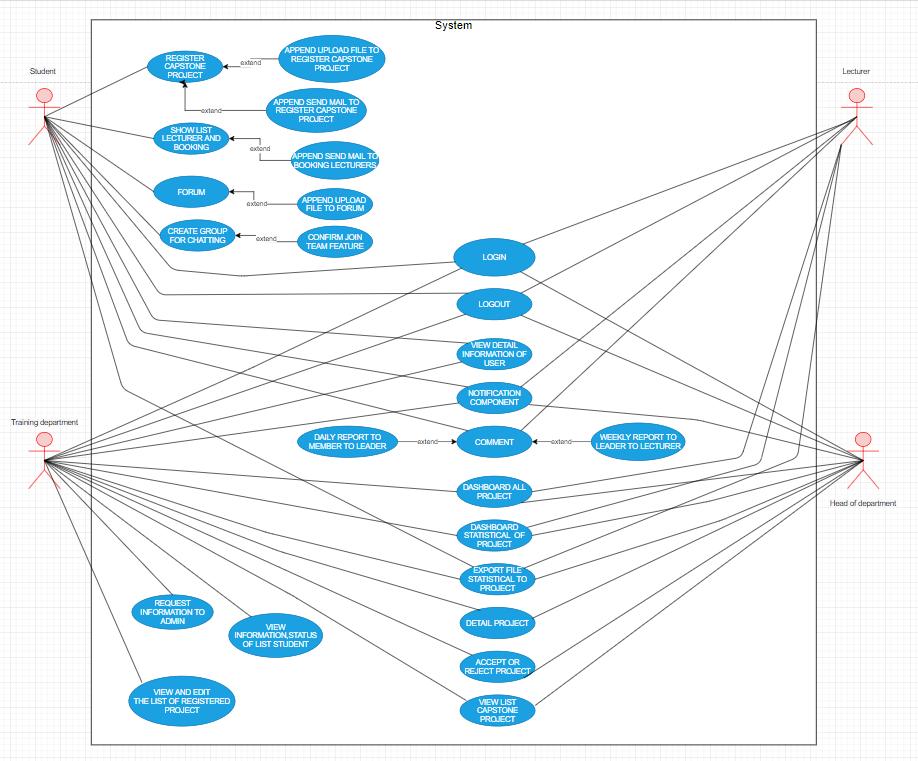 System
Student
Lecturer
REGISTER
CAPSTONE
PROJECT
extend
APPEND UPLOAD FILE TO
REGISTER CAPSTONE
PROJECT
extend
APPEND SEND MAIL TO
REGISTER CAPSTONE
PROJECT
SHOW LIST
LECTURER AND
BOOKING
extend
APPEND SEND MAIL TO
BOOKING LECTURERS
FORUM
extend
APPEND UPLOAD
FILE TO FORUM
CREATE GROUP
FOR CHATTING
extend
CONFIRM JOIN
TEAM FEATURE
LOGIN
LOGOUT
VIEW DETAIL
INFORMATION OF
USER
NOTIFICATION
COMPONENT
Training department
DAILY REPORT TO
MEMBER TO LEADER
extend
COMMENT
extend
WEEKLY REPORT TO
LEADER TO LECTURER
DASHBOARD ALL
PROJECT
Head of department
DASHBOARD
STATISTICAL OF
PROJECT
EXPORT FILE
STATISTICAL TO
PROJECT
REQUEST
INFORMATION TO
ADMIN
DETAIL PROJECT
VIEW
INFORMATION,STATUS
OF LIST STUDENT
ACCEPT OR
REJECT PROJECT
VIEW AND EDIT
THE LIST OF REGISTERED
PROJECT
VIEW LIST
CAPSTONE
PROJECT